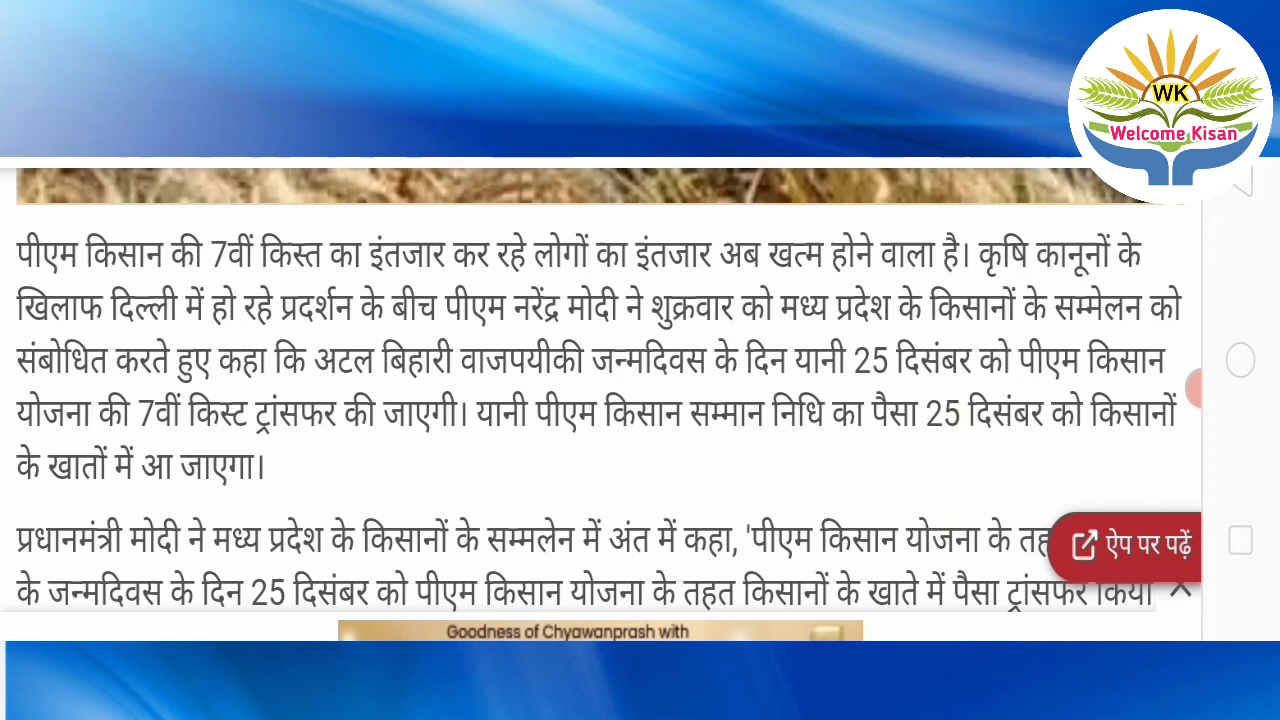 WK
Welcome Kisan
पीएम किसान की 7वीं किस्त का इंतजार कर रहे लोगों का इंतजार अब खत्म होने वाला है। कृषि कानूनों के
खिलाफ दिल्ली में हो रहे प्रदर्शन के बीच पीएम नरेंद्र मोदी ने शुक्रवार को मध्य प्रदेश के किसानों के सम्मेलन को
संबोधित करते हुए कहा कि अटल बिहारी वाजपयीकी जन्मदिवस के दिन यानी 25 दिसंबर को पीएम किसान
योजना की 7वीं किस्ट ट्रांसफर की जाएगी। यानी पीएम किसान सम्मान निधि का पैसा 25 दिसंबर को किसानों
के खातों में आ जाएगा।
प्रधानमंत्री मोदी ने मध्य प्रदेश के किसानों के सम्मलेन में अंत में कहा, 'पीएम किसान योजना के
ऐप पर पढ़ें
के जन्मदिवस के दिन 25 दिसंबर को पीएम किसान योजना के तहत किसानों के खाते में पैसा ट्रांसफर किया
Goodness of Chyawanprash with